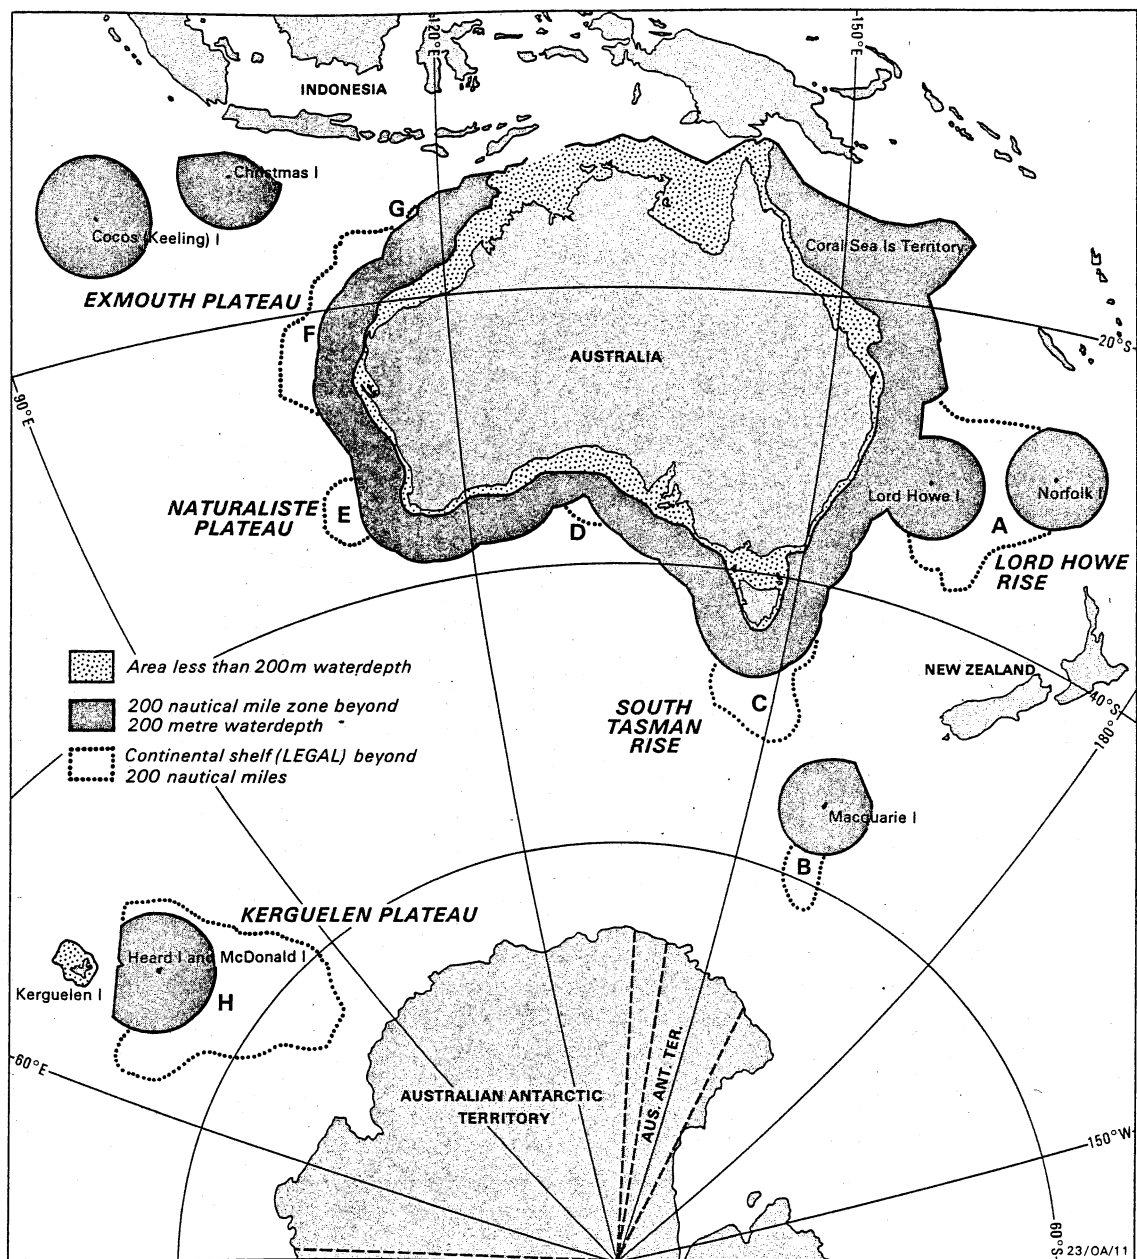 120°E
150°E
INDONESIA
Christmas I
Cocos (Keeling) I
G
Coral Sea Is Territory
EXMOUTH PLATEAU
F
20°S
AUSTRALIA
90°E
NATURALISTE
PLATEAU
E
D
Lord Howe I
Norfolk I
A
LORD HOWE
RISE
Area less than 200m waterdepth
200 nautical mile zone beyond
200 metre waterdepth
Continental shelf (LEGAL) beyond
200 nautical miles
NEW ZEALAND
40°S
180°
SOUTH
TASMAN
RISE
C
Macquarie I
B
KERGUELEN PLATEAU
Heard I and McDonald I
Kerguelen I
H
60°E
AUSTRALIAN ANTARCTIC
TERRITORY
AUS. ANT. TER.
150°W
60°S
23/OA/11